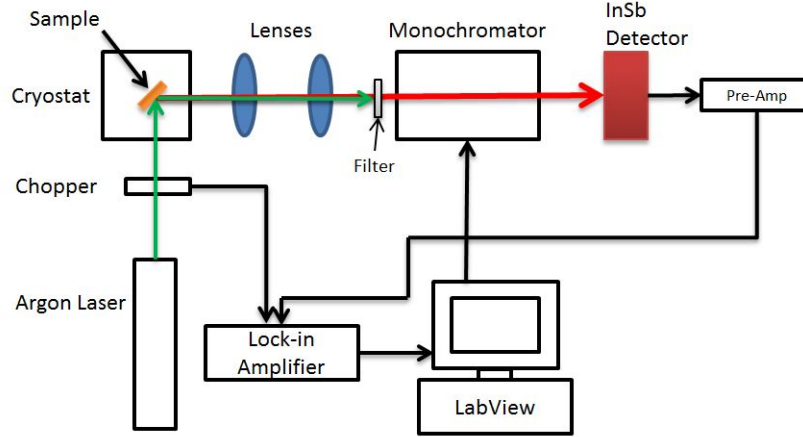 Sample
Lenses
Monochromator
InSb
Detector
Cryostat
Pre-Amp
Filter
Chopper
Argon Laser
Lock-in
Amplifier
LabView